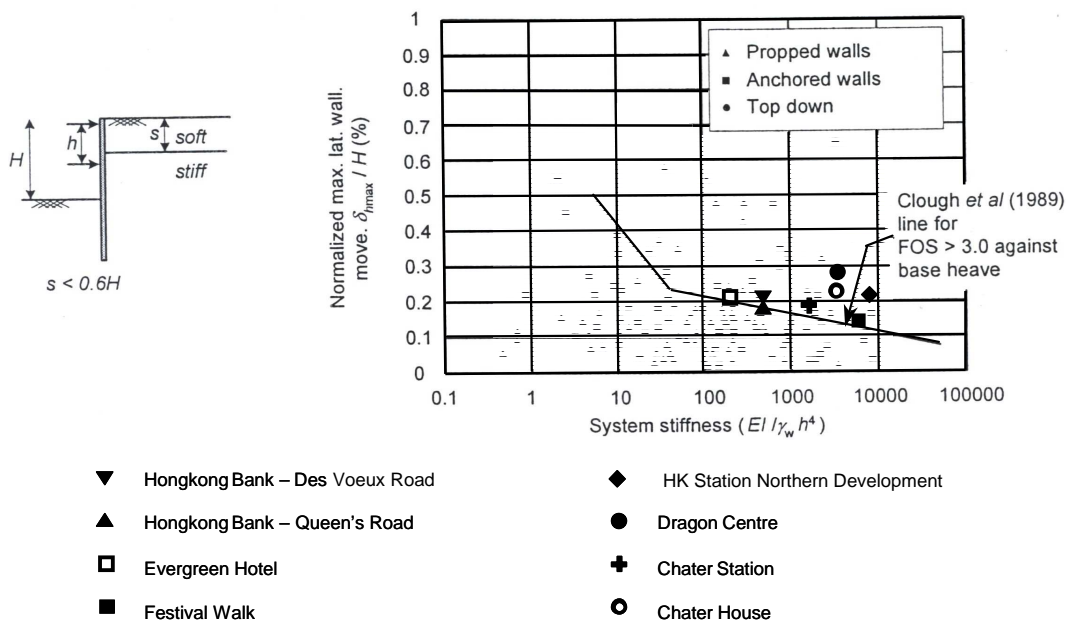 H
h
s
soft
stiff
s < 0.6H
Normalized max. lat. wall.
move. δhmax / H (%)
1
0.9
0.8
0.7
0.6
0.5
0.4
0.3
0.2
0.1
0
0.1
1
10
100
1000
10000
100000
System stiffness (EI /γw h⁴)
Propped walls
Anchored walls
Top down
Clough et al (1989)
line for
FOS > 3.0 against
base heave
Hongkong Bank – Des Voeux Road
Hongkong Bank – Queen's Road
Evergreen Hotel
Festival Walk
HK Station Northern Development
Dragon Centre
Chater Station
Chater House